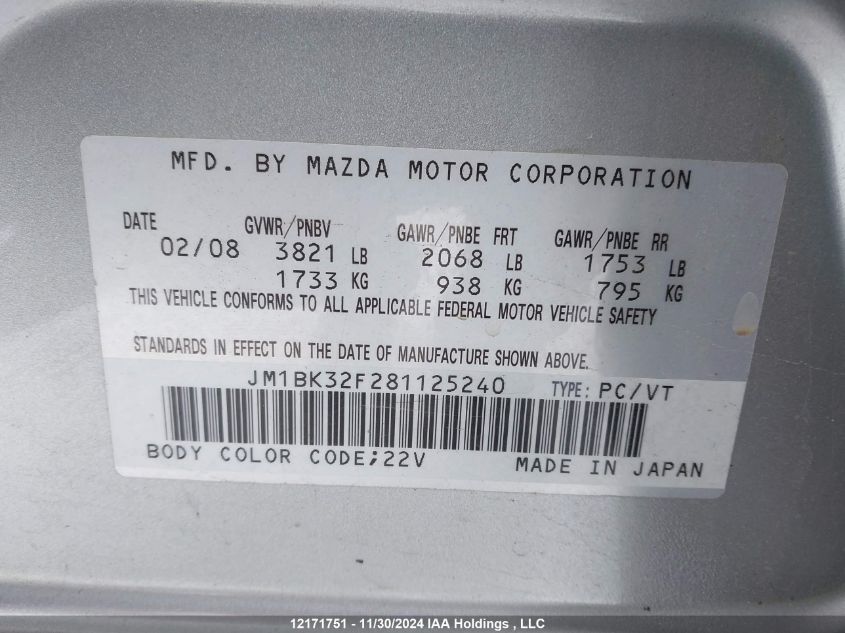 MFD. BY MAZDA MOTOR CORPORATION
DATE GVWR/PNBV GAWR/PNBE FRT GAWR/PNBE RR
02/08 3821 LB 2068 LB 1753 LB
1733 KG 938 KG 795 KG
THIS VEHICLE CONFORMS TO ALL APPLICABLE FEDERAL MOTOR VEHICLE SAFETY
STANDARDS IN EFFECT ON THE DATE OF MANUFACTURE SHOWN ABOVE.
JM1BK32F281125240 TYPE: PC/VT
BODY COLOR CODE;22V MADE IN JAPAN
12171751 - 11/30/2024 IAA Holdings , LLC